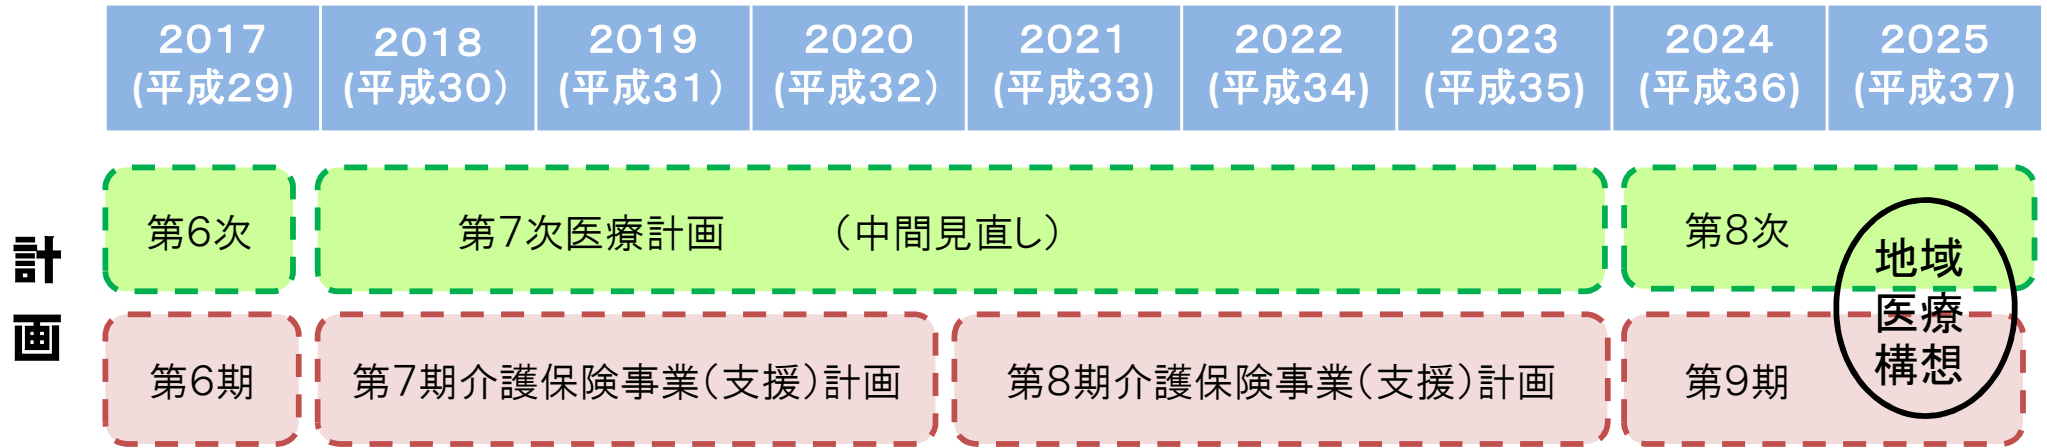 2017
(平成29)
2018
(平成30)
2019
(平成31)
2020
(平成32)
2021
(平成33)
2022
(平成34)
2023
(平成35)
2024
(平成36)
2025
(平成37)
計画
第6次
第7次医療計画 (中間見直し)
第8次
第6期
第7期介護保険事業(支援)計画
第8期介護保険事業(支援)計画
第9期
地域
医療
構想